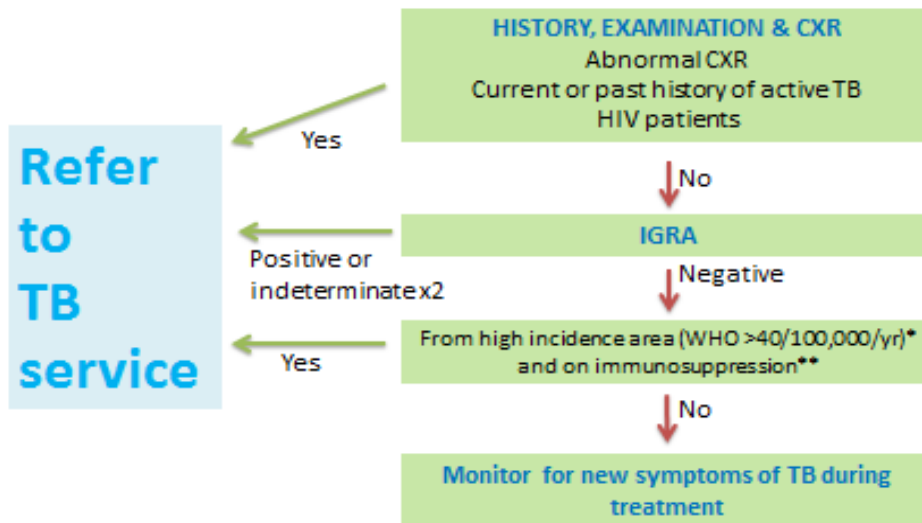 HISTORY, EXAMINATION & CXR
Abnormal CXR
Current or past history of active TB
HIV patients
Yes
No
Refer
to
TB
service
IGRA
Positive or
indeterminate x2
Negative
From high incidence area (WHO >40/100,000/yr)*
and on immunosuppression**
Yes
No
Monitor for new symptoms of TB during
treatment